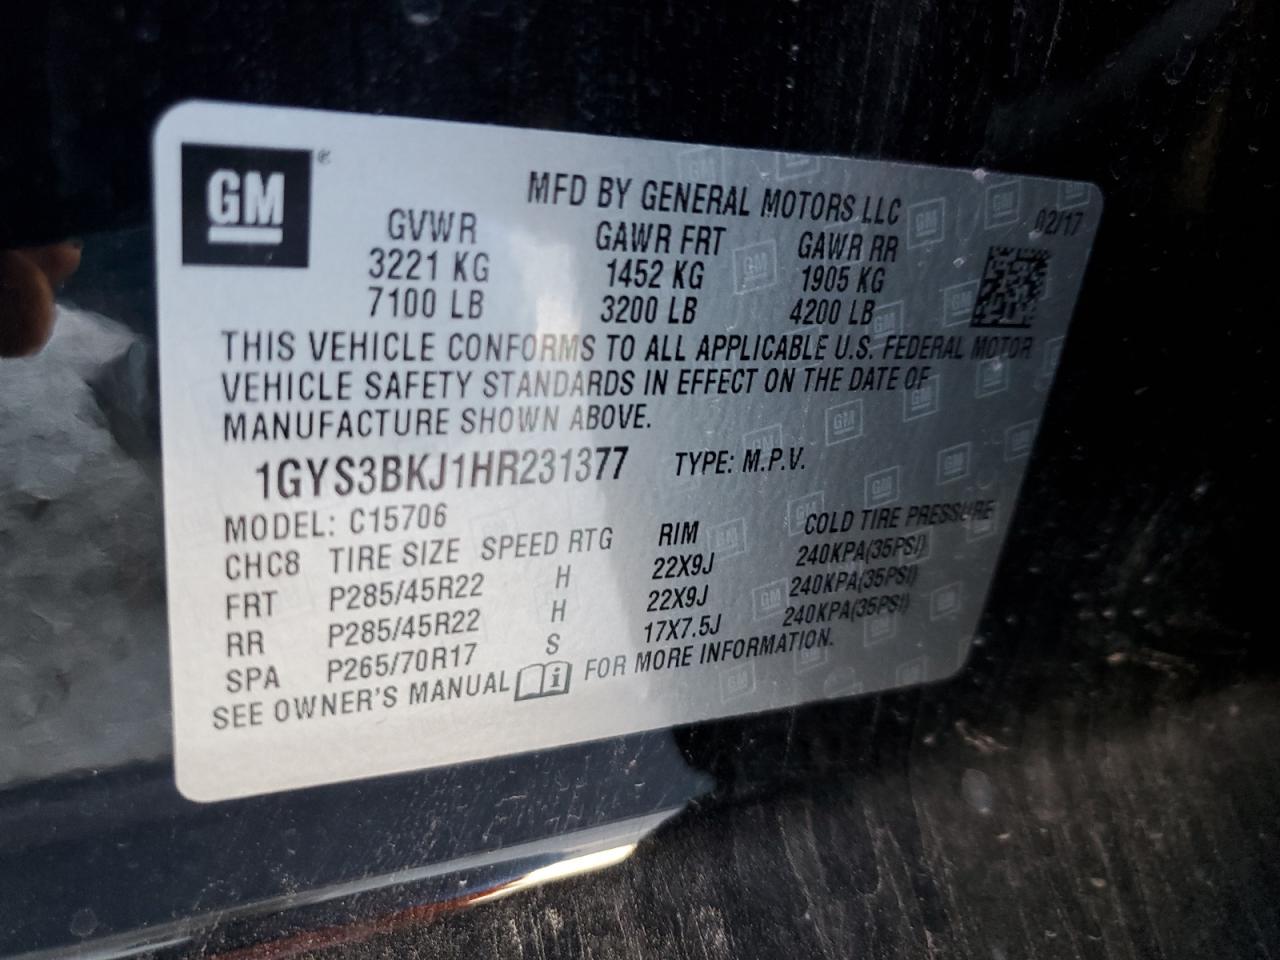 GM®
MFD BY GENERAL MOTORS LLC
02/17
GVWR GAWR FRT GAWR RR
3221 KG 1452 KG 1905 KG
7100 LB 3200 LB 4200 LB
THIS VEHICLE CONFORMS TO ALL APPLICABLE U.S. FEDERAL MOTOR
VEHICLE SAFETY STANDARDS IN EFFECT ON THE DATE OF
MANUFACTURE SHOWN ABOVE.
1GYS3BKJ1HR231377 TYPE: M.P.V.
MODEL: C15706
CHC8 TIRE SIZE SPEED RTG RIM COLD TIRE PRESSURE
FRT P285/45R22 H 22X9J 240KPA(35PSI)
RR P285/45R22 H 22X9J 240KPA(35PSI)
SPA P265/70R17 S 17X7.5J 240KPA(35PSI)
SEE OWNER'S MANUAL i FOR MORE INFORMATION.